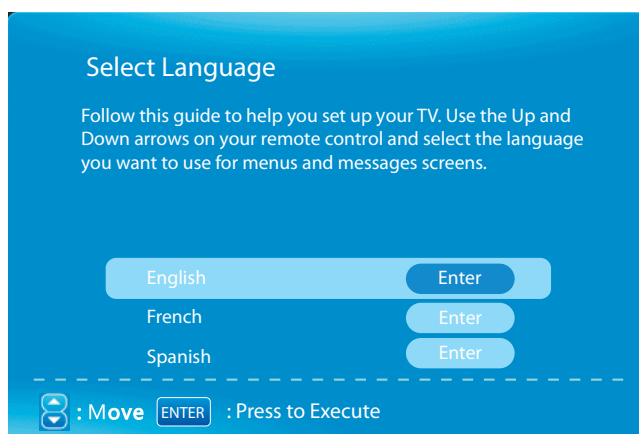 Select Language
Follow this guide to help you set up your TV. Use the Up and
Down arrows on your remote control and select the language
you want to use for menus and messages screens.
English Enter
French Enter
Spanish Enter
: Move ENTER : Press to Execute